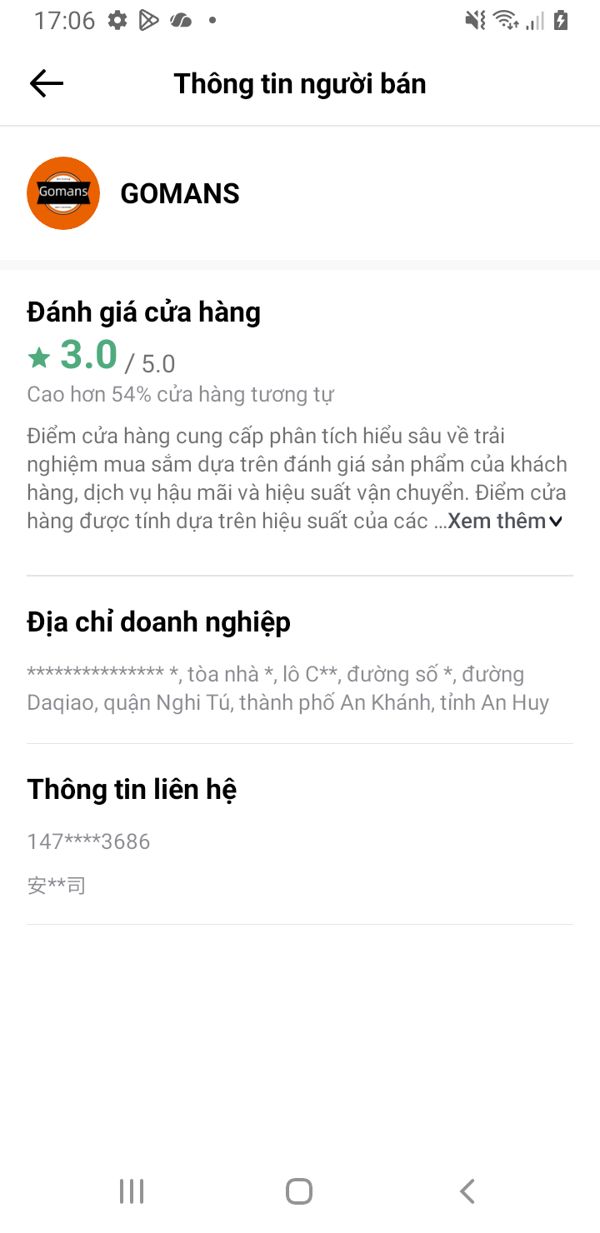 17:06
Thông tin người bán
Gomans
GOMANS
Đánh giá cửa hàng
3.0 / 5.0
Cao hơn 54% cửa hàng tương tự
Điểm cửa hàng cung cấp phân tích hiểu sâu về trải
nghiệm mua sắm dựa trên đánh giá sản phẩm của khách
hàng, dịch vụ hậu mãi và hiệu suất vận chuyển. Điểm cửa
hàng được tính dựa trên hiệu suất của các ...Xem thêm
Địa chỉ doanh nghiệp
*************** *, tòa nhà *, lô C**, đường số *, đường
Daqiao, quận Nghi Tú, thành phố An Khánh, tỉnh An Huy
Thông tin liên hệ
147****3686
安**司